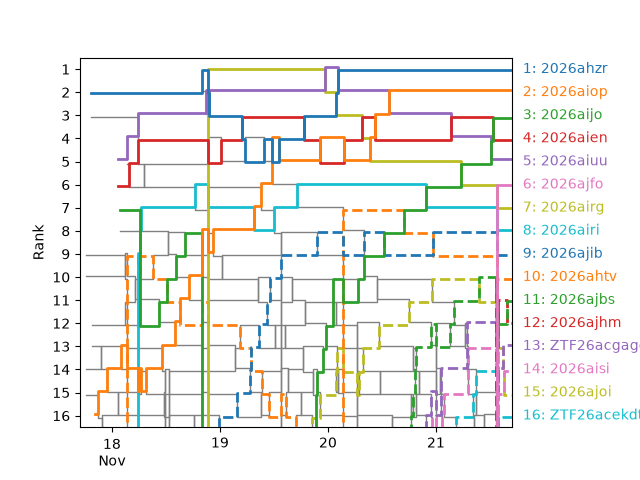 1
2
3
4
5
6
7
8
9
10
11
12
13
14
15
16
Rank
18
19
20
21
Nov
1: 2026ahzr
2: 2026aiop
3: 2026aijo
4: 2026aien
5: 2026aiuu
6: 2026ajfo
7: 2026airg
8: 2026airi
9: 2026ajib
10: 2026ahtv
11: 2026ajbs
12: 2026ajhm
13: ZTF26acgag
14: 2026aisi
15: 2026ajoi
16: ZTF26acekd